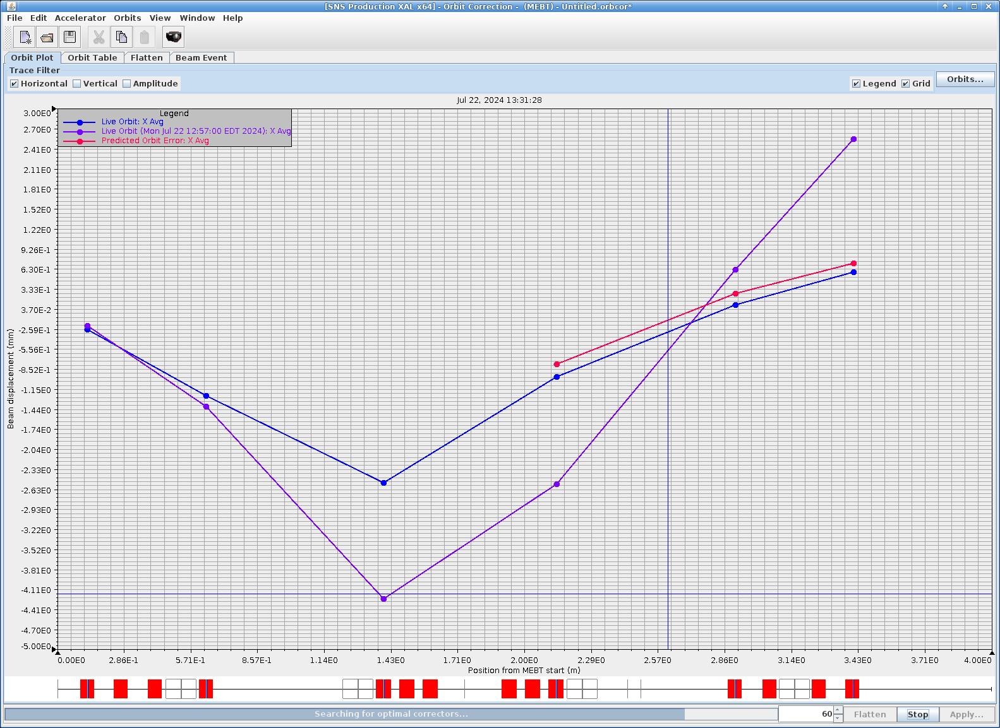 [SNS Production XAL x64] - Orbit Correction -  (MEBT) - Untitled.orbcor*
File Edit Accelerator Orbits View Window Help
Orbit Plot Orbit Table Flatten Beam Event
Trace Filter
Horizontal Vertical Amplitude Legend Grid Orbits...
Jul 22, 2024 13:31:28
Legend
Live Orbit: X Avg
Live Orbit (Mon Jul 22 12:57:00 EDT 2024): X Avg
Predicted Orbit Error: X Avg
3.00E0
2.70E0
2.41E0
2.11E0
1.81E0
1.52E0
1.22E0
9.26E-1
6.30E-1
3.33E-1
3.70E-2
-2.59E-1
-5.56E-1
-8.52E-1
-1.15E0
-1.44E0
-1.74E0
-2.04E0
-2.33E0
-2.63E0
-2.93E0
-3.22E0
-3.52E0
-3.81E0
-4.11E0
-4.41E0
-4.70E0
-5.00E0
Beam displacement (mm)
0.00E0 2.86E-1 5.71E-1 8.57E-1 1.14E0 1.43E0 1.71E0 2.00E0 2.29E0 2.57E0 2.86E0 3.14E0 3.43E0 3.71E0 4.00E0
Position from MEBT start (m)
Searching for optimal correctors... 60 Flatten Stop Apply...